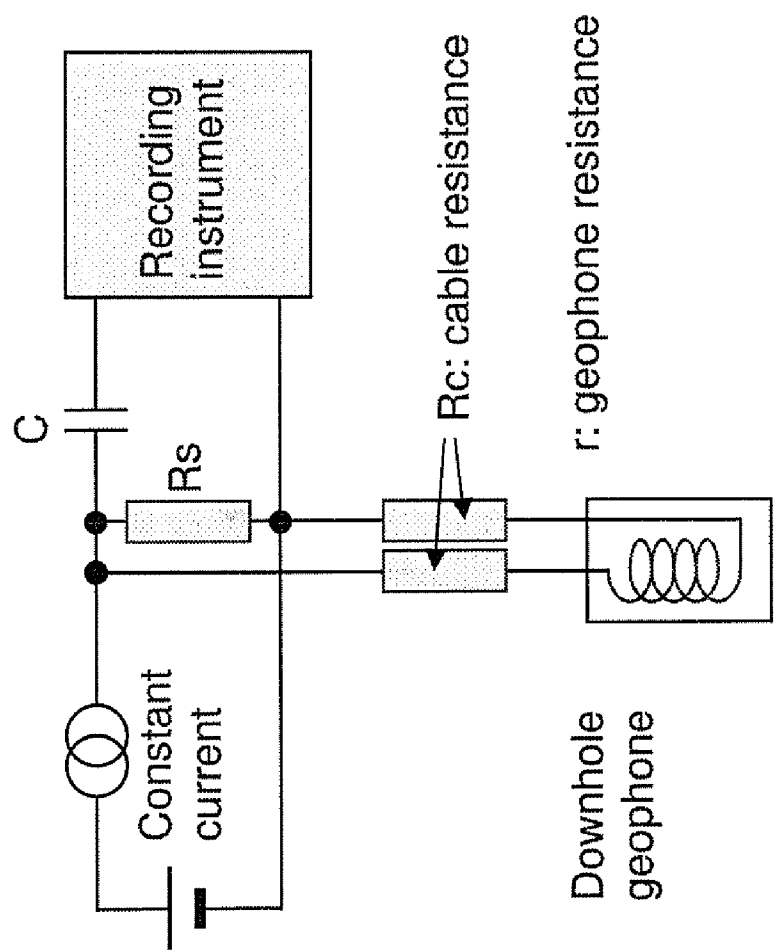 Recording
instrument
C
Rs
Constant
current
Rc: cable resistance
r: geophone resistance
Downhole
geophone